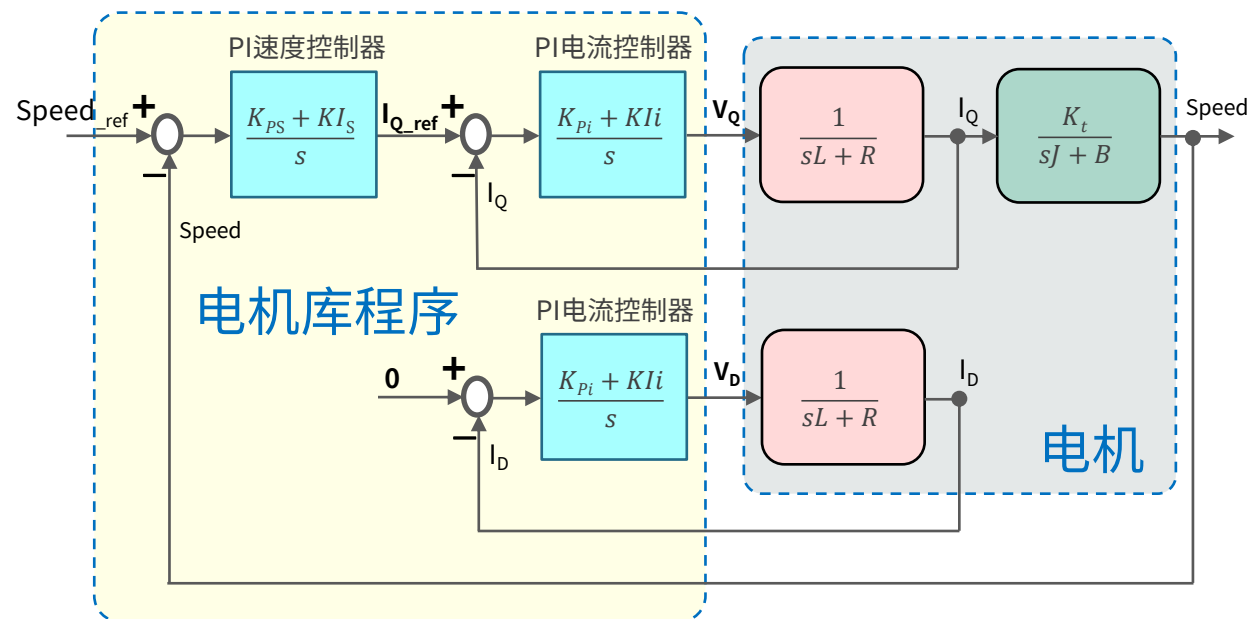 PI速度控制器
PI电流控制器
Speed_ref
+
K_PS + KI_S
s
I_Q_ref
+
K_Pi + KIi
s
V_Q
1
sL + R
I_Q
K_t
sJ + B
Speed
−
Speed
−
I_Q
电机库程序
PI电流控制器
0
+
K_Pi + KIi
s
V_D
1
sL + R
I_D
−
I_D
电机